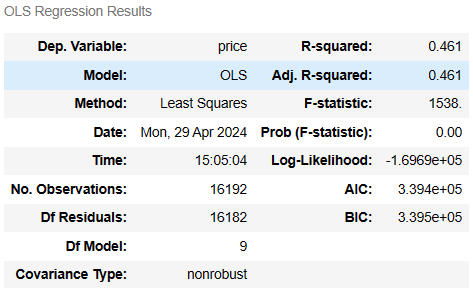 OLS Regression Results
Dep. Variable: price R-squared: 0.461
Model: OLS Adj. R-squared: 0.461
Method: Least Squares F-statistic: 1538.
Date: Mon, 29 Apr 2024 Prob (F-statistic): 0.00
Time: 15:05:04 Log-Likelihood: -1.6969e+05
No. Observations: 16192 AIC: 3.394e+05
Df Residuals: 16182 BIC: 3.395e+05
Df Model: 9
Covariance Type: nonrobust